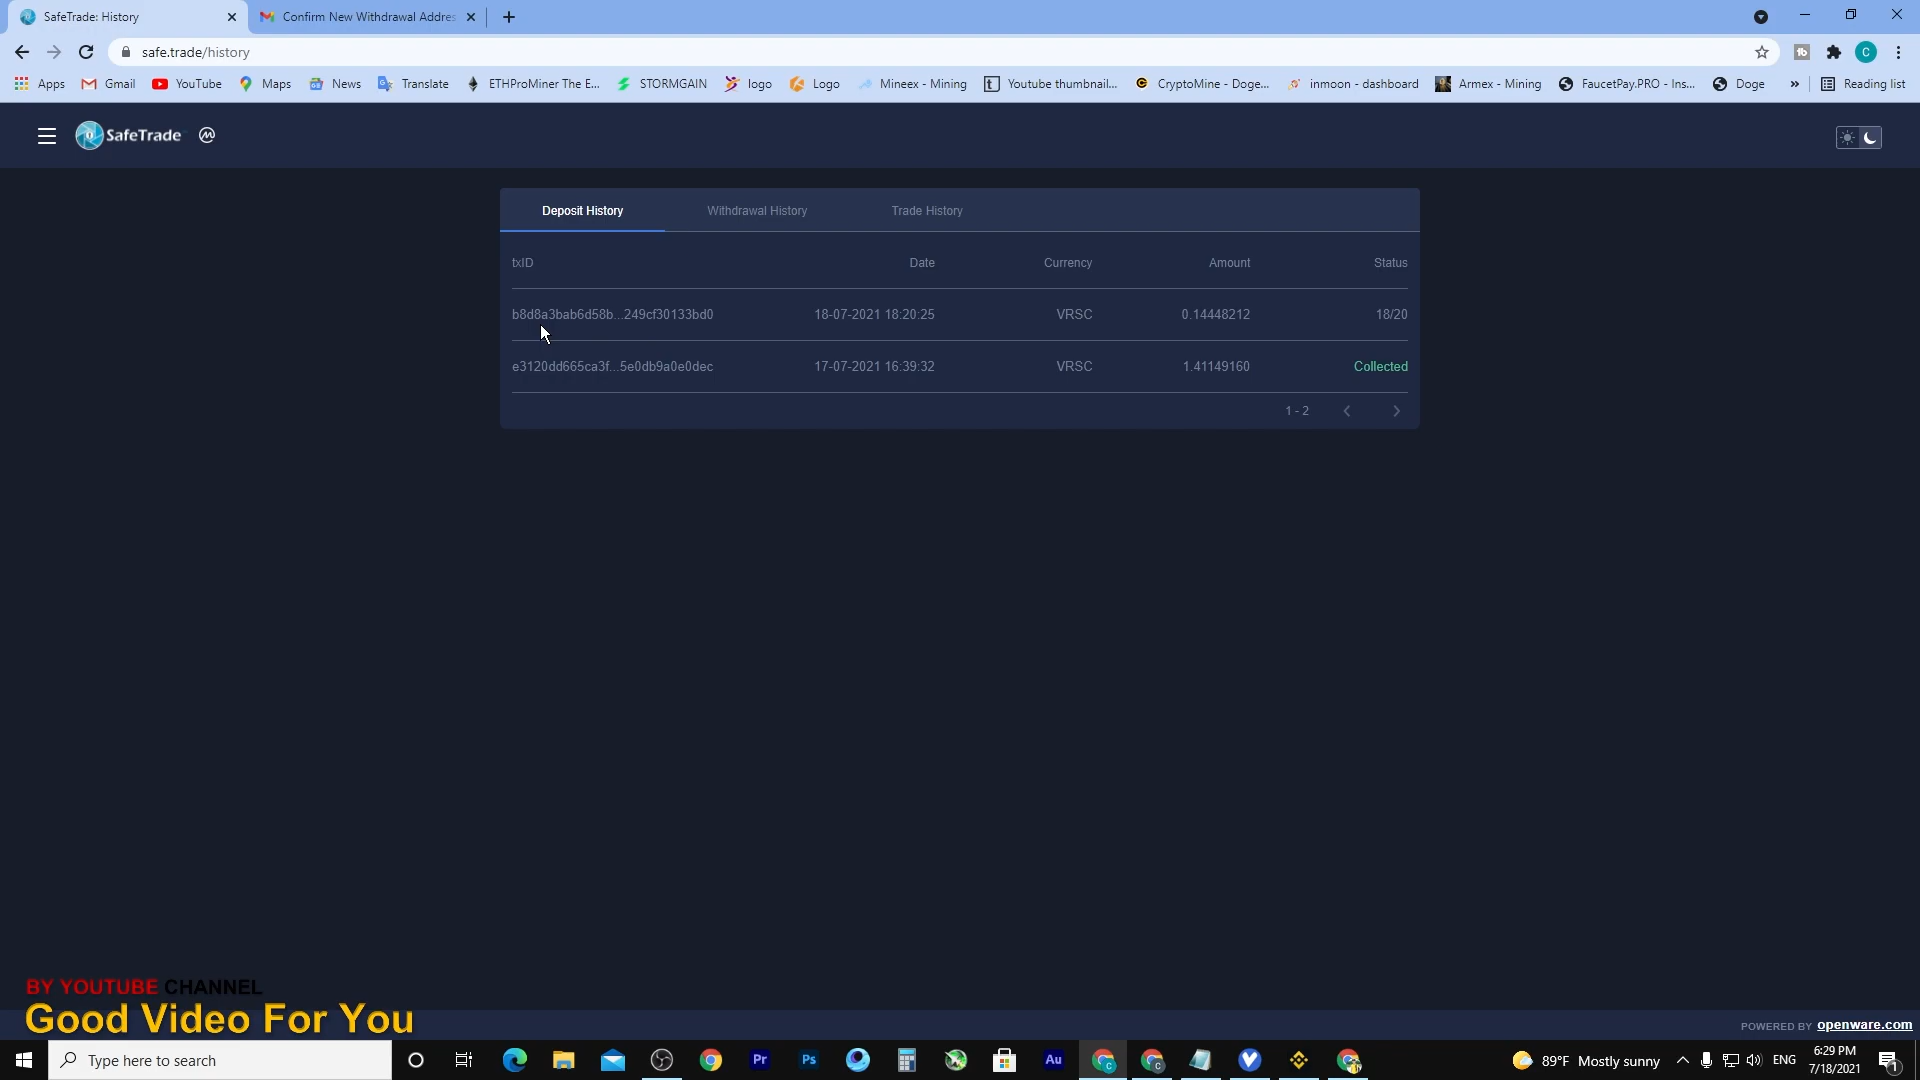 SafeTrade: History
Confirm New Withdrawal Addres
safe.trade/history
Apps
Gmail
YouTube
Maps
News
Translate
ETHProMiner The E...
STORMGAIN
logo
Logo
Mineex - Mining
Youtube thumbnail...
CryptoMine - Doge...
inmoon - dashboard
Armex - Mining
FaucetPay.PRO - Ins...
Doge
»
Reading list
SafeTrade
Deposit History Withdrawal History Trade History
txID Date Currency Amount Status
b8d8a3bab6d58b...249cf30133bd0 18-07-2021 18:20:25 VRSC 0.14448212 18/20
e3120dd665ca3f...5e0db9a0e0dec 17-07-2021 16:39:32 VRSC 1.41149160 Collected
1 - 2
BY YOUTUBE CHANNEL
Good Video For You
POWERED BY openware.com
Type here to search
Pr
Ps
Au
89°F Mostly sunny
ENG
6:29 PM
7/18/2021
1